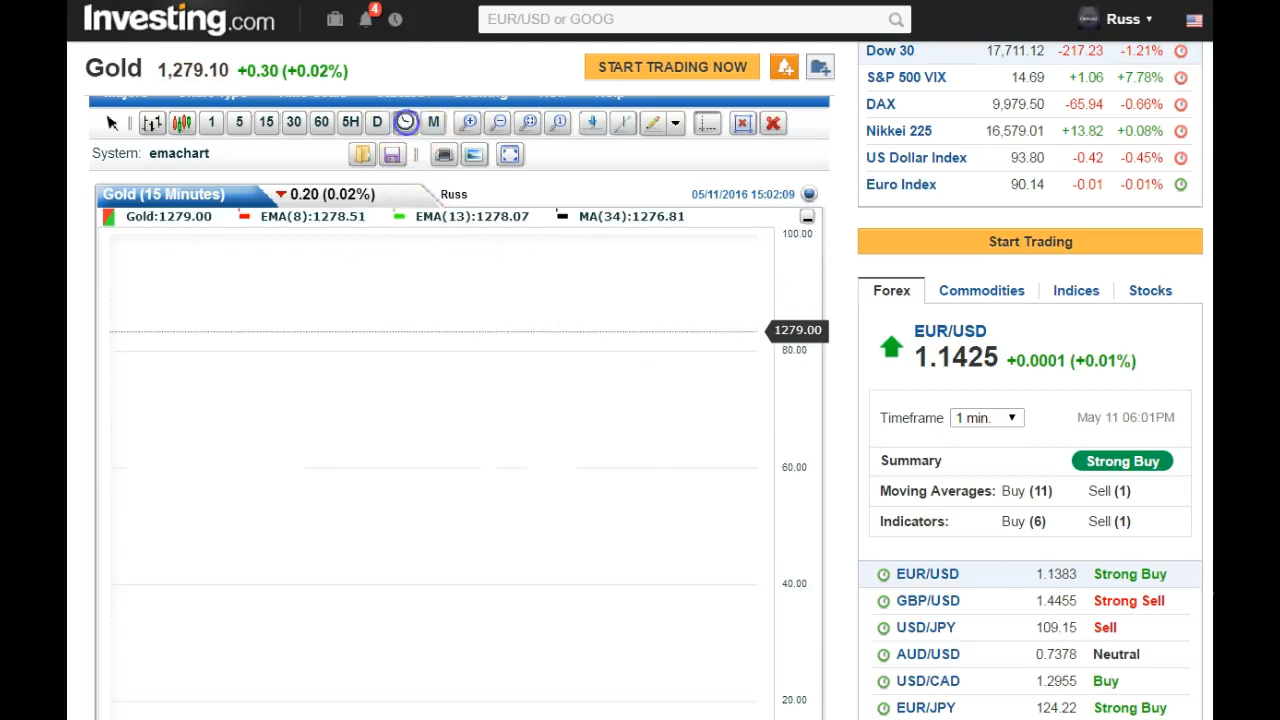 Investing.com
4
EUR/USD or GOOG
Russ
Gold 1,279.10 +0.30 (+0.02%)
START TRADING NOW
1 5 15 30 60 5H D M
System: emachart
Gold (15 Minutes) 0.20 (0.02%) Russ 05/11/2016 15:02:09
Gold:1279.00 EMA(8):1278.51 EMA(13):1278.07 MA(34):1276.81
100.00
1279.00
80.00
60.00
40.00
20.00
Dow 30 17,711.12 -217.23 -1.21%
S&P 500 VIX 14.69 +1.06 +7.78%
DAX 9,979.50 -65.94 -0.66%
Nikkei 225 16,579.01 +13.82 +0.08%
US Dollar Index 93.80 -0.42 -0.45%
Euro Index 90.14 -0.01 -0.01%
Start Trading
Forex Commodities Indices Stocks
EUR/USD
1.1425 +0.0001 (+0.01%)
Timeframe 1 min. May 11 06:01PM
Summary Strong Buy
Moving Averages: Buy (11) Sell (1)
Indicators: Buy (6) Sell (1)
EUR/USD 1.1383 Strong Buy
GBP/USD 1.4455 Strong Sell
USD/JPY 109.15 Sell
AUD/USD 0.7378 Neutral
USD/CAD 1.2955 Buy
EUR/JPY 124.22 Strong Buy